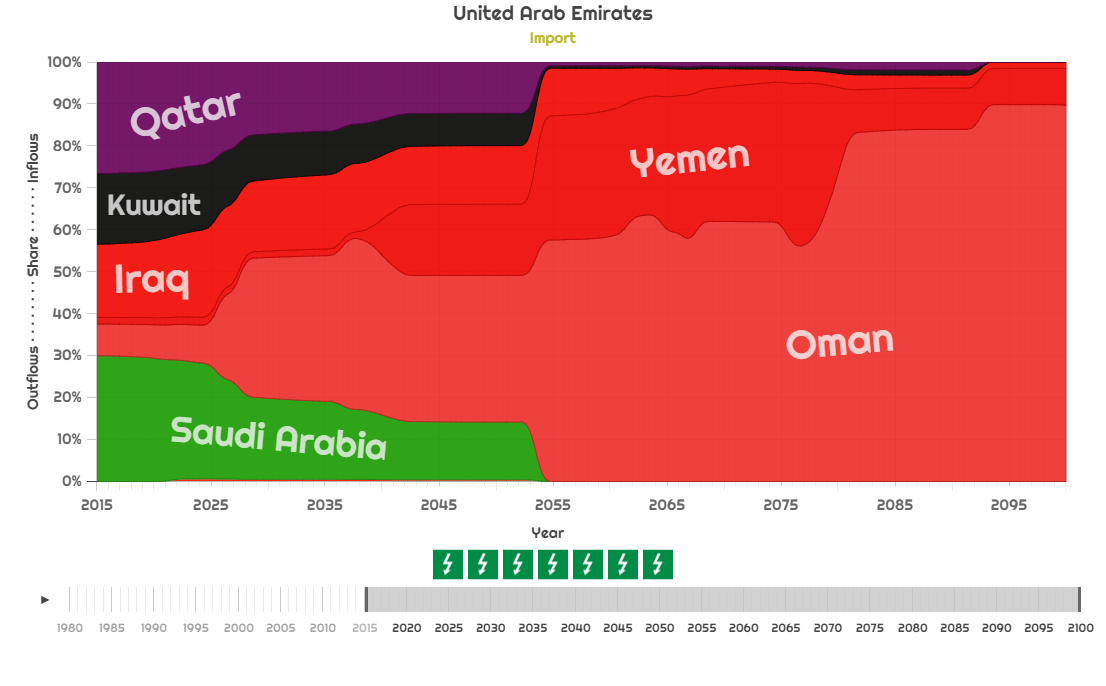 United Arab Emirates
Import
100%
90%
80%
70%
60%
50%
40%
30%
20%
10%
0%
Outflows ········ Share ······ Inflows
Qatar
Kuwait
Iraq
Yemen
Oman
Saudi Arabia
2015 2025 2035 2045 2055 2065 2075 2085 2095
Year
1980 1985 1990 1995 2000 2005 2010 2015 2020 2025 2030 2035 2040 2045 2050 2055 2060 2065 2070 2075 2080 2085 2090 2095 2100